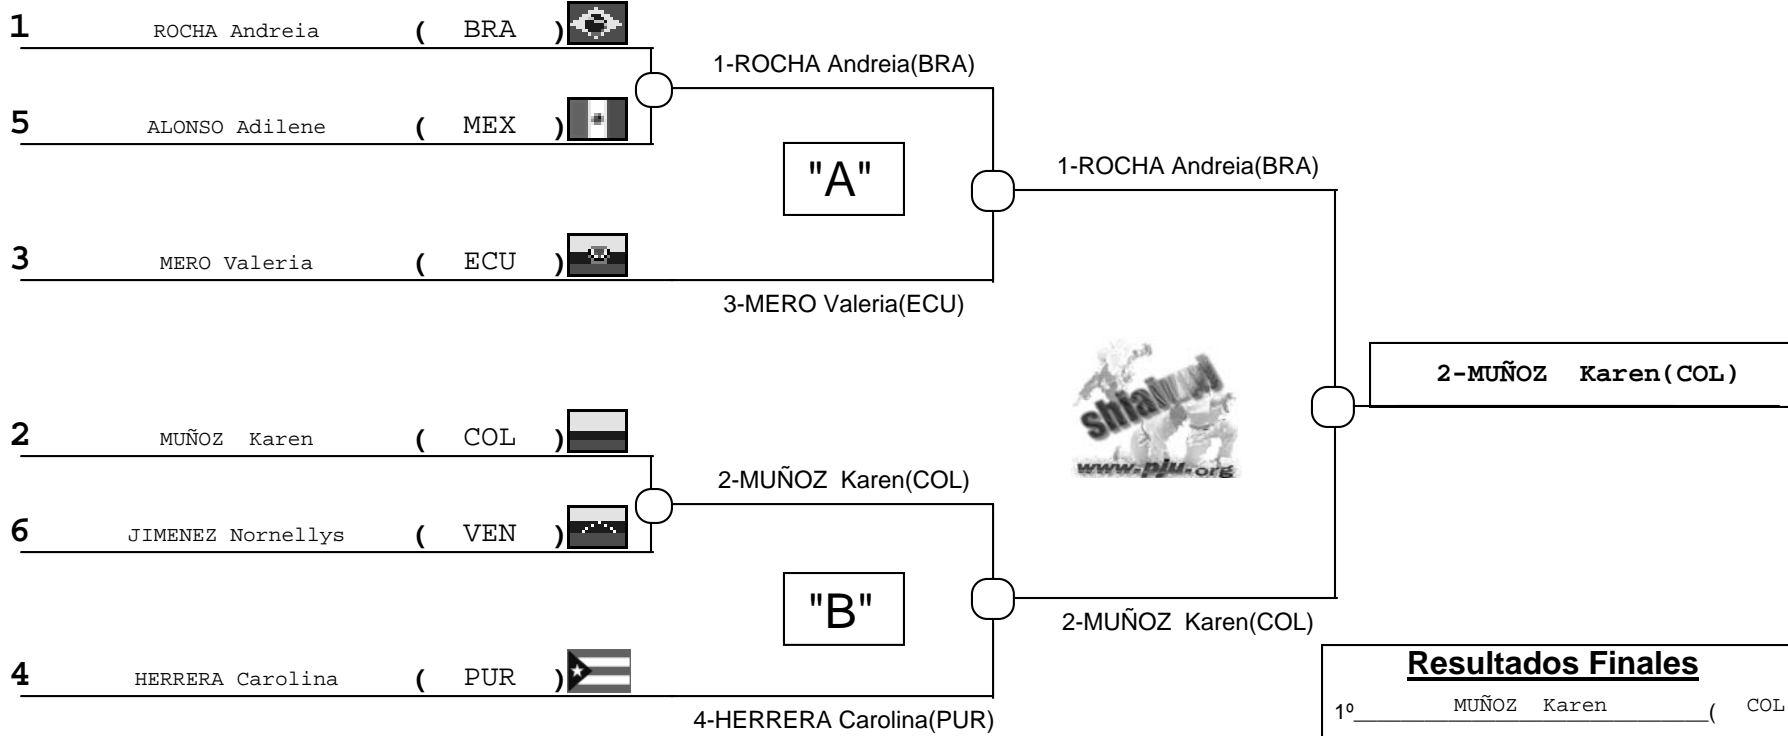 1 ROCHA Andreia ( BRA )
1-ROCHA Andreia(BRA)
5 ALONSO Adilene ( MEX )
"A"
1-ROCHA Andreia(BRA)
3 MERO Valeria ( ECU )
3-MERO Valeria(ECU)
shiai
www.pju.org
2-MUÑOZ Karen(COL)
2 MUÑOZ Karen ( COL )
2-MUÑOZ Karen(COL)
6 JIMENEZ Nornellys ( VEN )
"B"
2-MUÑOZ Karen(COL)
4 HERRERA Carolina ( PUR )
4-HERRERA Carolina(PUR)
Resultados Finales
1º MUÑOZ Karen ( COL